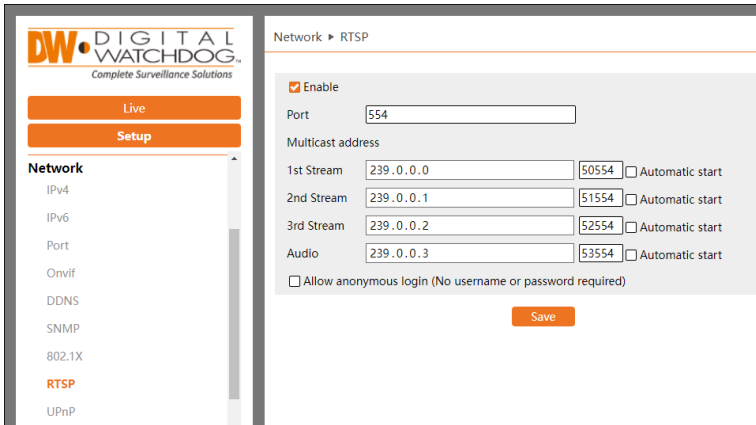 DW DIGITAL WATCHDOG™
Complete Surveillance Solutions
Live
Setup
Network
IPv4
IPv6
Port
Onvif
DDNS
SNMP
802.1X
RTSP
UPnP
Network ▸ RTSP
Enable
Port 554
Multicast address
1st Stream 239.0.0.0 50554 Automatic start
2nd Stream 239.0.0.1 51554 Automatic start
3rd Stream 239.0.0.2 52554 Automatic start
Audio 239.0.0.3 53554 Automatic start
Allow anonymous login (No username or password required)
Save